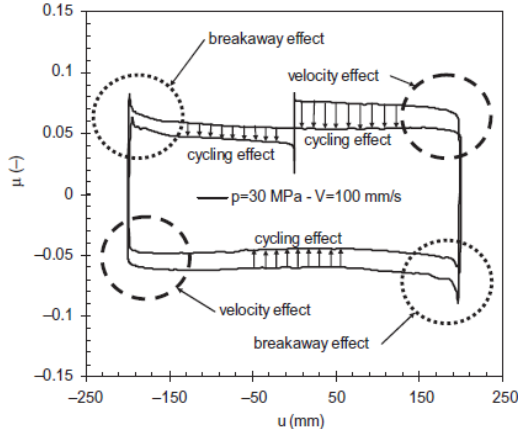 0.15
breakaway effect
0.1
velocity effect
0.05
cycling effect
cycling effect
μ (–)
0
p=30 MPa - V=100 mm/s
cycling effect
–0.05
velocity effect
–0.1
breakaway effect
–0.15
–250 –150 –50 50 150 250
u (mm)